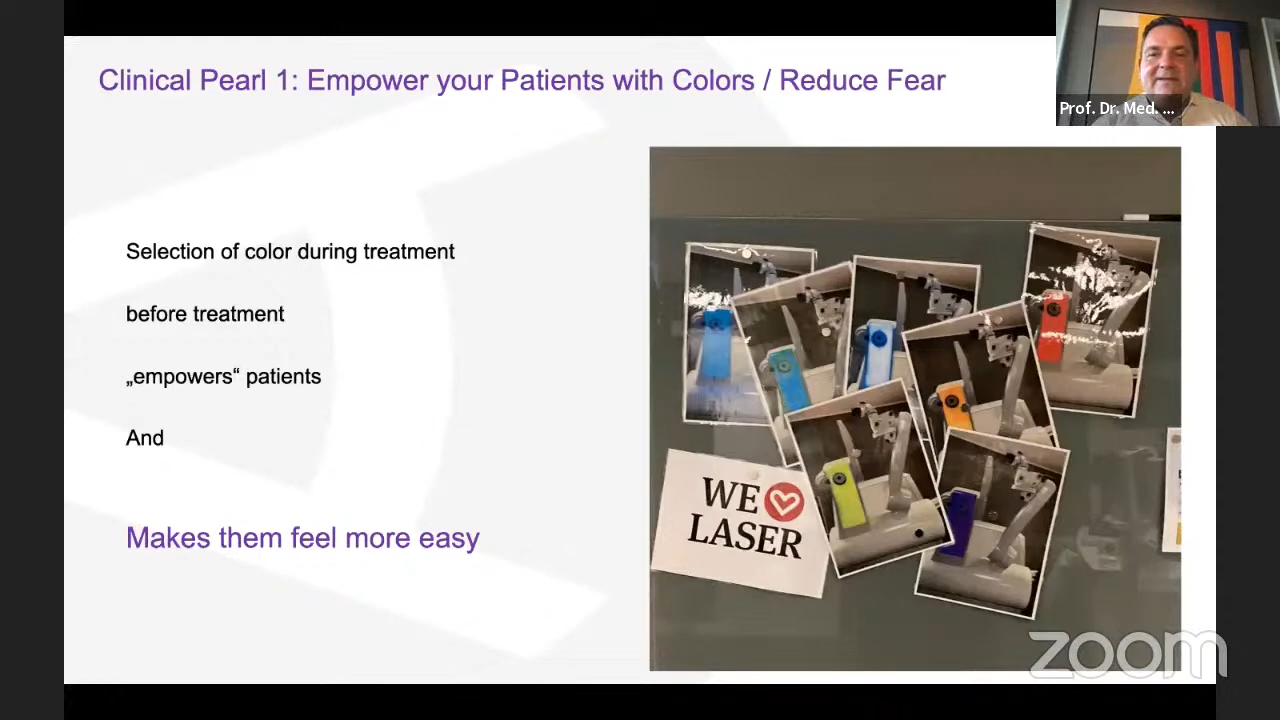 Clinical Pearl 1: Empower your Patients with Colors / Reduce Fear
Prof. Dr. Med. ...
Selection of color during treatment
before treatment
„empowers“ patients
And
Makes them feel more easy
WE
LASER
zoom